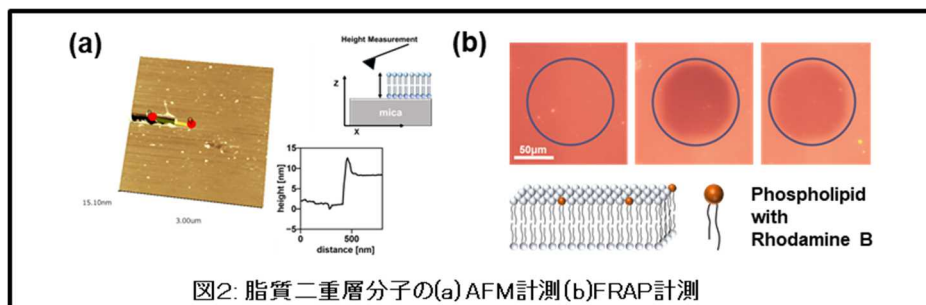 (a)
Height Measurement
Z
mica
X
15.10nm
3.00um
height [nm]
15
10
5
0
−5
0
500
distance [nm]
(b)
50μm
Phospholipid
with
Rhodamine B
図2: 脂質二重層分子の(a) AFM計測(b)FRAP計測